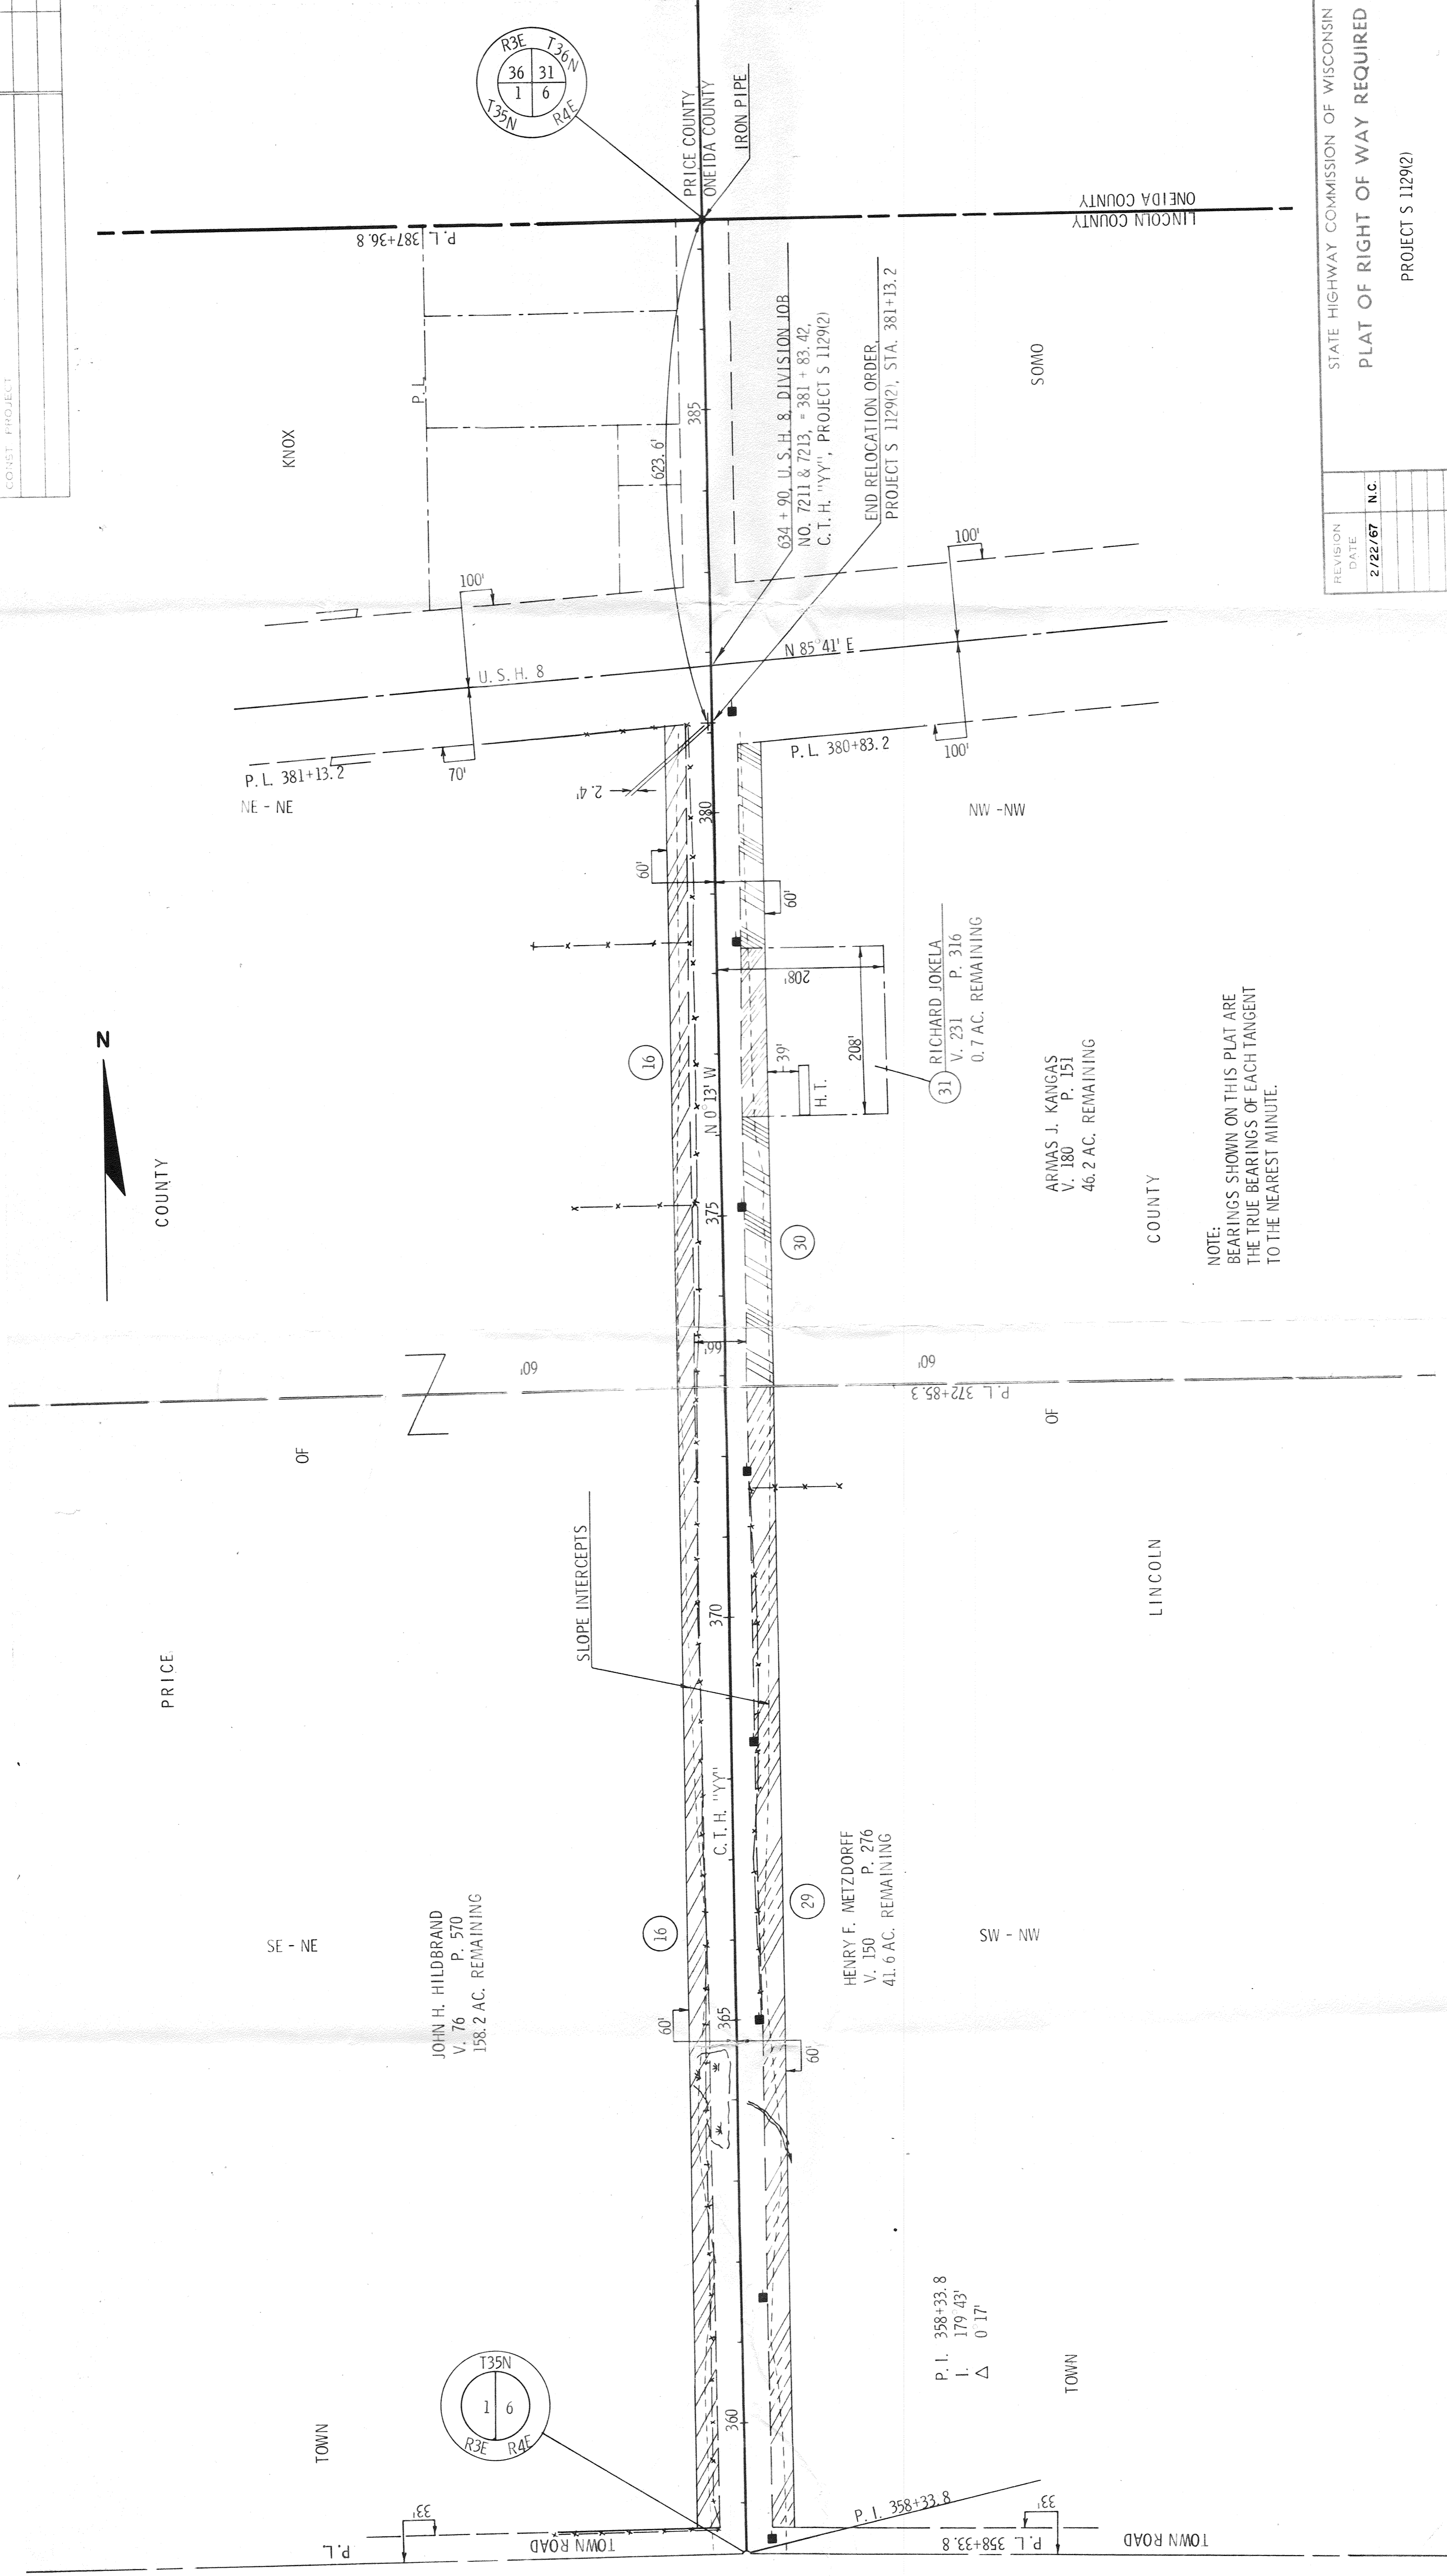 CONST PROJECT
R3E T36N
36 31
1 6
T35N R4E
PRICE COUNTY
ONEIDA COUNTY
IRON PIPE
STATE HIGHWAY COMMISSION OF WISCONSIN
PLAT OF RIGHT OF WAY REQUIRED
PROJECT S 1129(2)
REVISION
DATE
2/22/67 N.C.
ONEIDA COUNTY
LINCOLN COUNTY
P. L. 387+36.8
P. L.
KNOX
SOMO
623.6'
385
634 + 90, U. S. H. 8, DIVISION JOB
NO. 7211 & 7213, = 381 + 83.42,
C. T. H. "YY", PROJECT S 1129(2)
END RELOCATION ORDER,
PROJECT S 1129(2), STA. 381+13.2
100'
100'
U. S. H. 8
N 85°41' E
P. L. 381+13.2
70'
P. L. 380+83.2
100'
NE - NE
2.4'
380
NW - NW
60'
60'
208'
208'
39'
H. T.
31
RICHARD JOKELA
V. 231 P. 316
0.7 AC. REMAINING
16
N 0°13' W
N
COUNTY
375
30
ARMAS J. KANGAS
V. 180 P. 151
46.2 AC. REMAINING
COUNTY
NOTE:
BEARINGS SHOWN ON THIS PLAT ARE
THE TRUE BEARINGS OF EACH TANGENT
TO THE NEAREST MINUTE.
66'
60'
60'
P. L. 372+85.3
OF
OF
SLOPE INTERCEPTS
370
PRICE
LINCOLN
C. T. H. "YY"
SE - NE
JOHN H. HILDBRAND
V. 76 P. 570
158.2 AC. REMAINING
16
29
HENRY F. METZDORFF
V. 150 P. 276
41.6 AC. REMAINING
SW - NW
60'
365
60'
P. I. 358+33.8
I. 179°43'
△ 0°17'
T35N
1 6
R3E R4E
TOWN
360
TOWN
33'
P. L.
TOWN ROAD
P. I. 358+33.8
33'
P. L. 358+33.8
TOWN ROAD